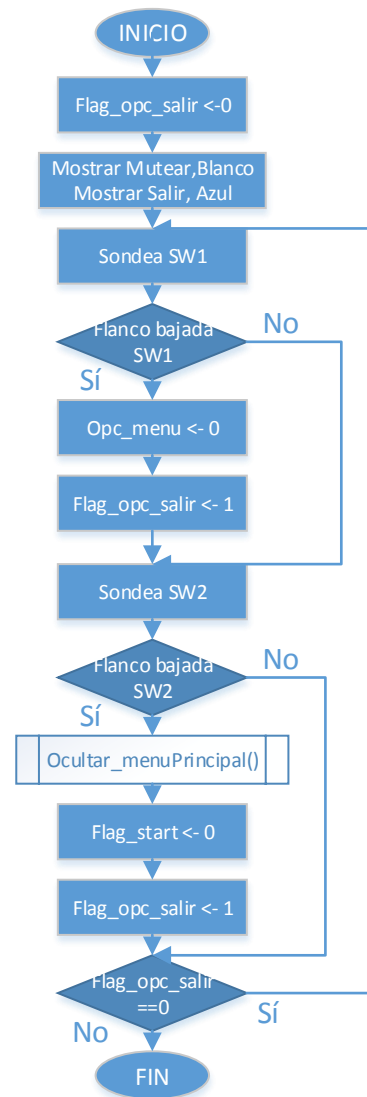 INICIO
Flag_opc_salir <-0
Mostrar Mutear,Blanco
Mostrar Salir, Azul
Sondea SW1
Flanco bajada
SW1
No
Sí
Opc_menu <- 0
Flag_opc_salir <- 1
Sondea SW2
Flanco bajada
SW2
No
Sí
Ocultar_menuPrincipal()
Flag_start <- 0
Flag_opc_salir <- 1
Flag_opc_salir
==0
Sí
No
FIN